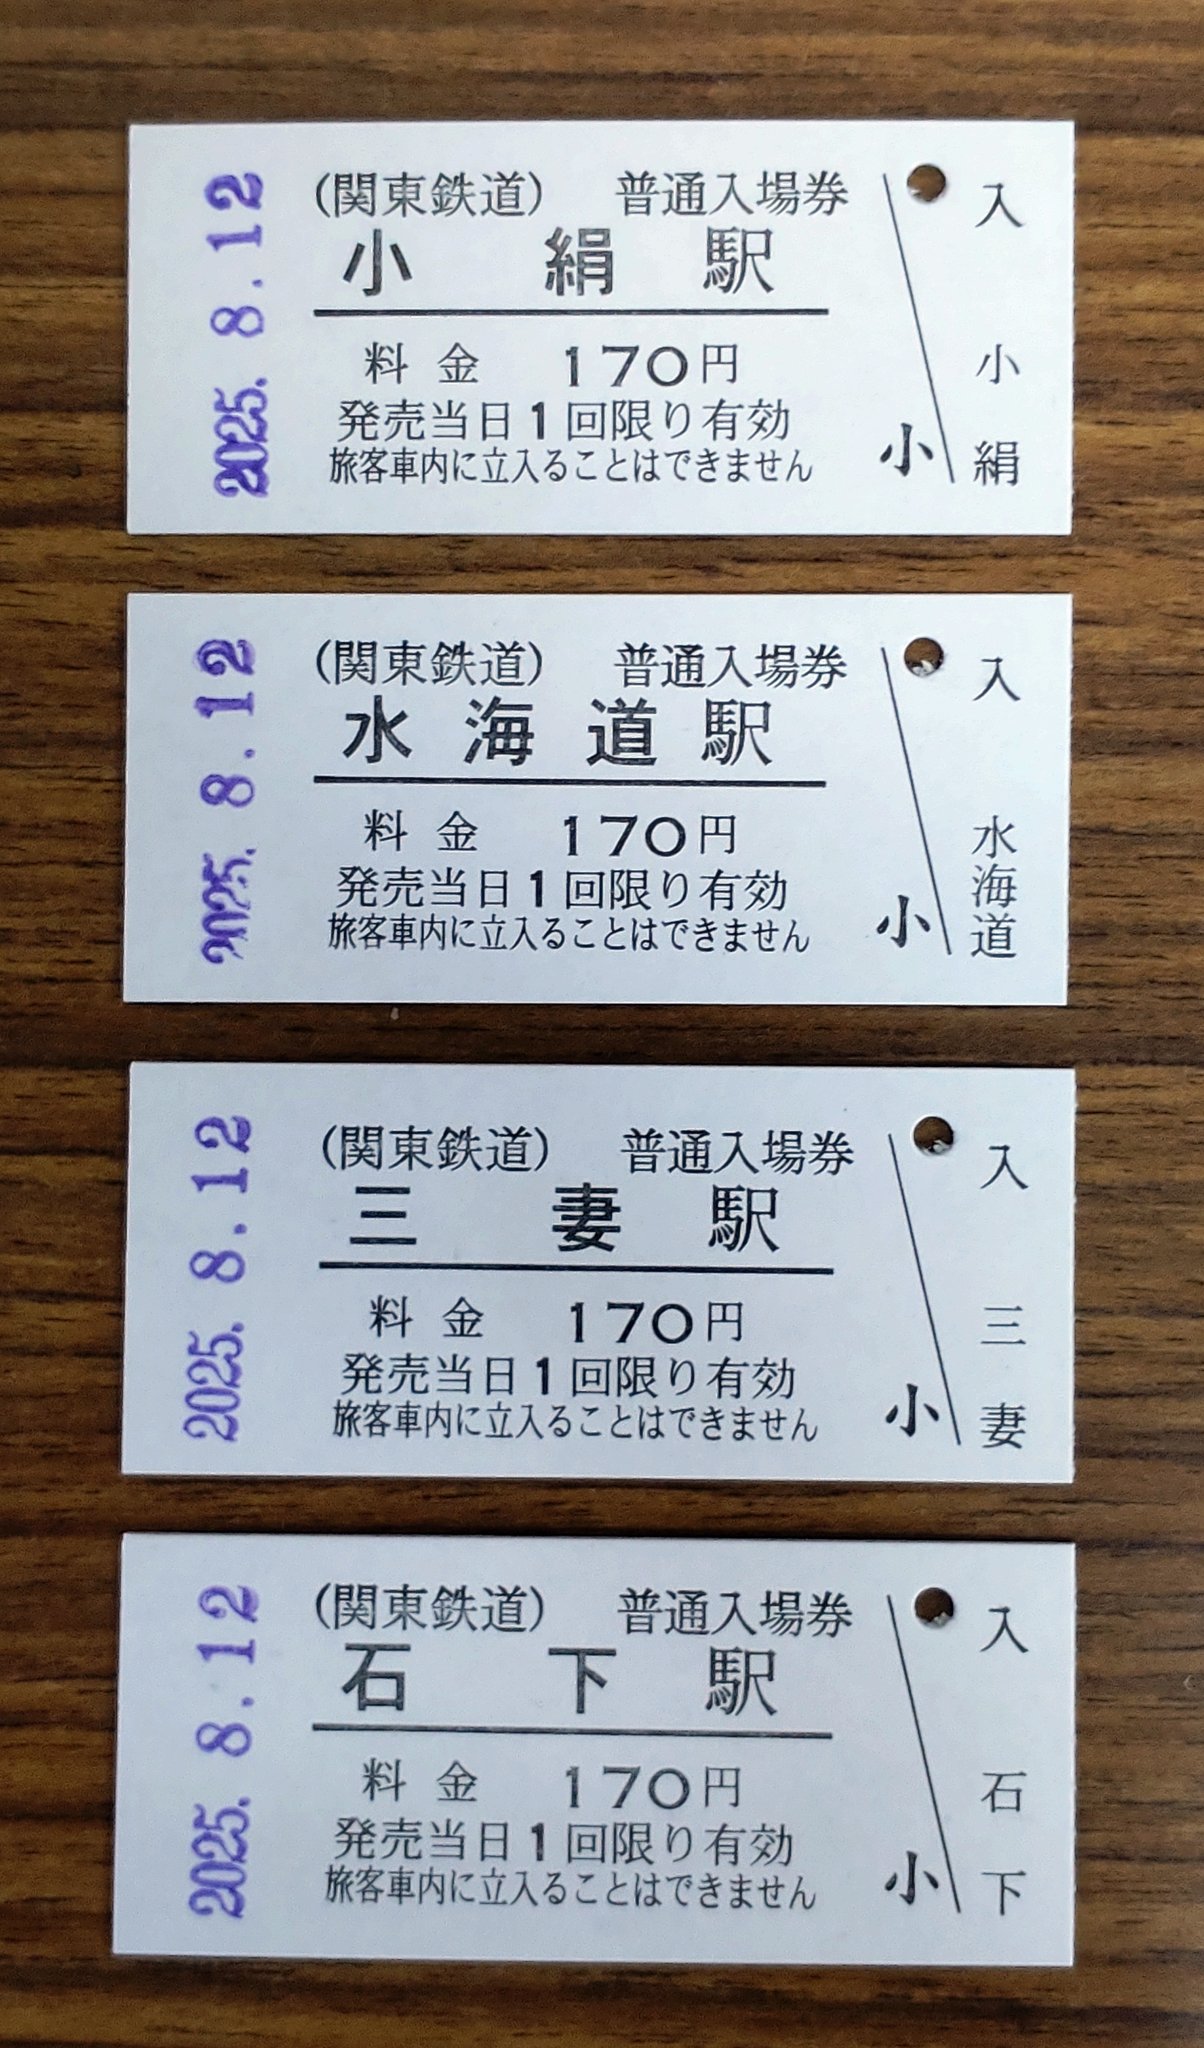 2025. 8. 12
(関東鉄道) 普通入場券
小絹駅
料金 170円
発売当日1回限り有効
旅客車内に立入ることはできません
小
入
小絹
2025. 8. 12
(関東鉄道) 普通入場券
水海道駅
料金 170円
発売当日1回限り有効
旅客車内に立入ることはできません
小
入
水海道
2025. 8. 12
(関東鉄道) 普通入場券
三妻駅
料金 170円
発売当日1回限り有効
旅客車内に立入ることはできません
小
入
三妻
2025. 8. 12
(関東鉄道) 普通入場券
石下駅
料金 170円
発売当日1回限り有効
旅客車内に立入ることはできません
小
入
石下